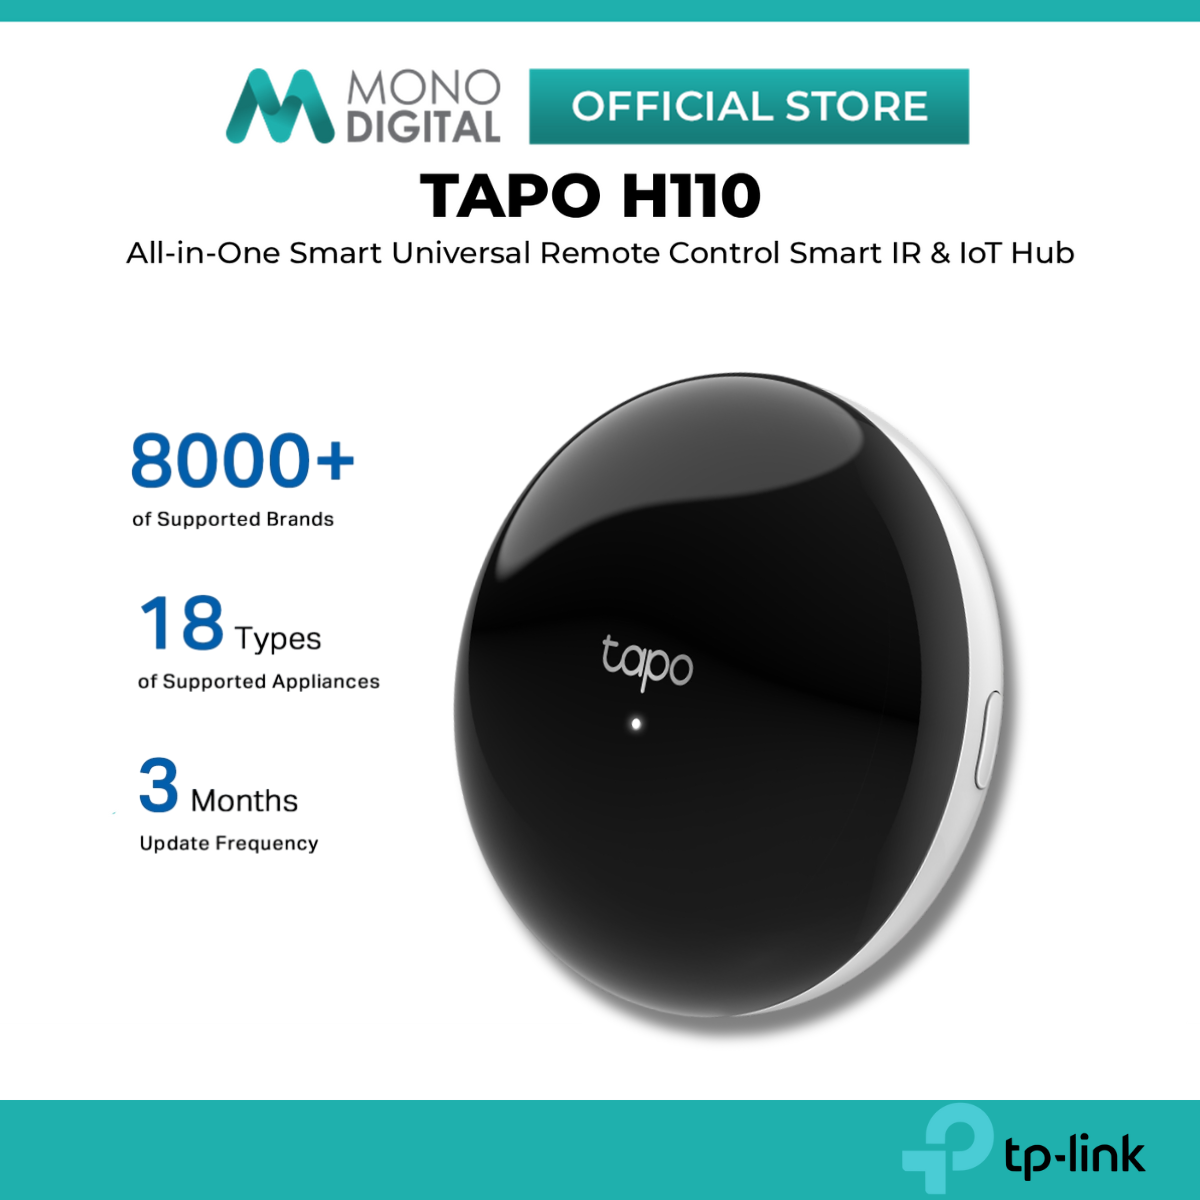 MONO
DIGITAL
OFFICIAL STORE
TAPO H110
All-in-One Smart Universal Remote Control Smart IR & IoT Hub
8000+
of Supported Brands
18 Types
of Supported Appliances
3 Months
Update Frequency
tapo
tp-link